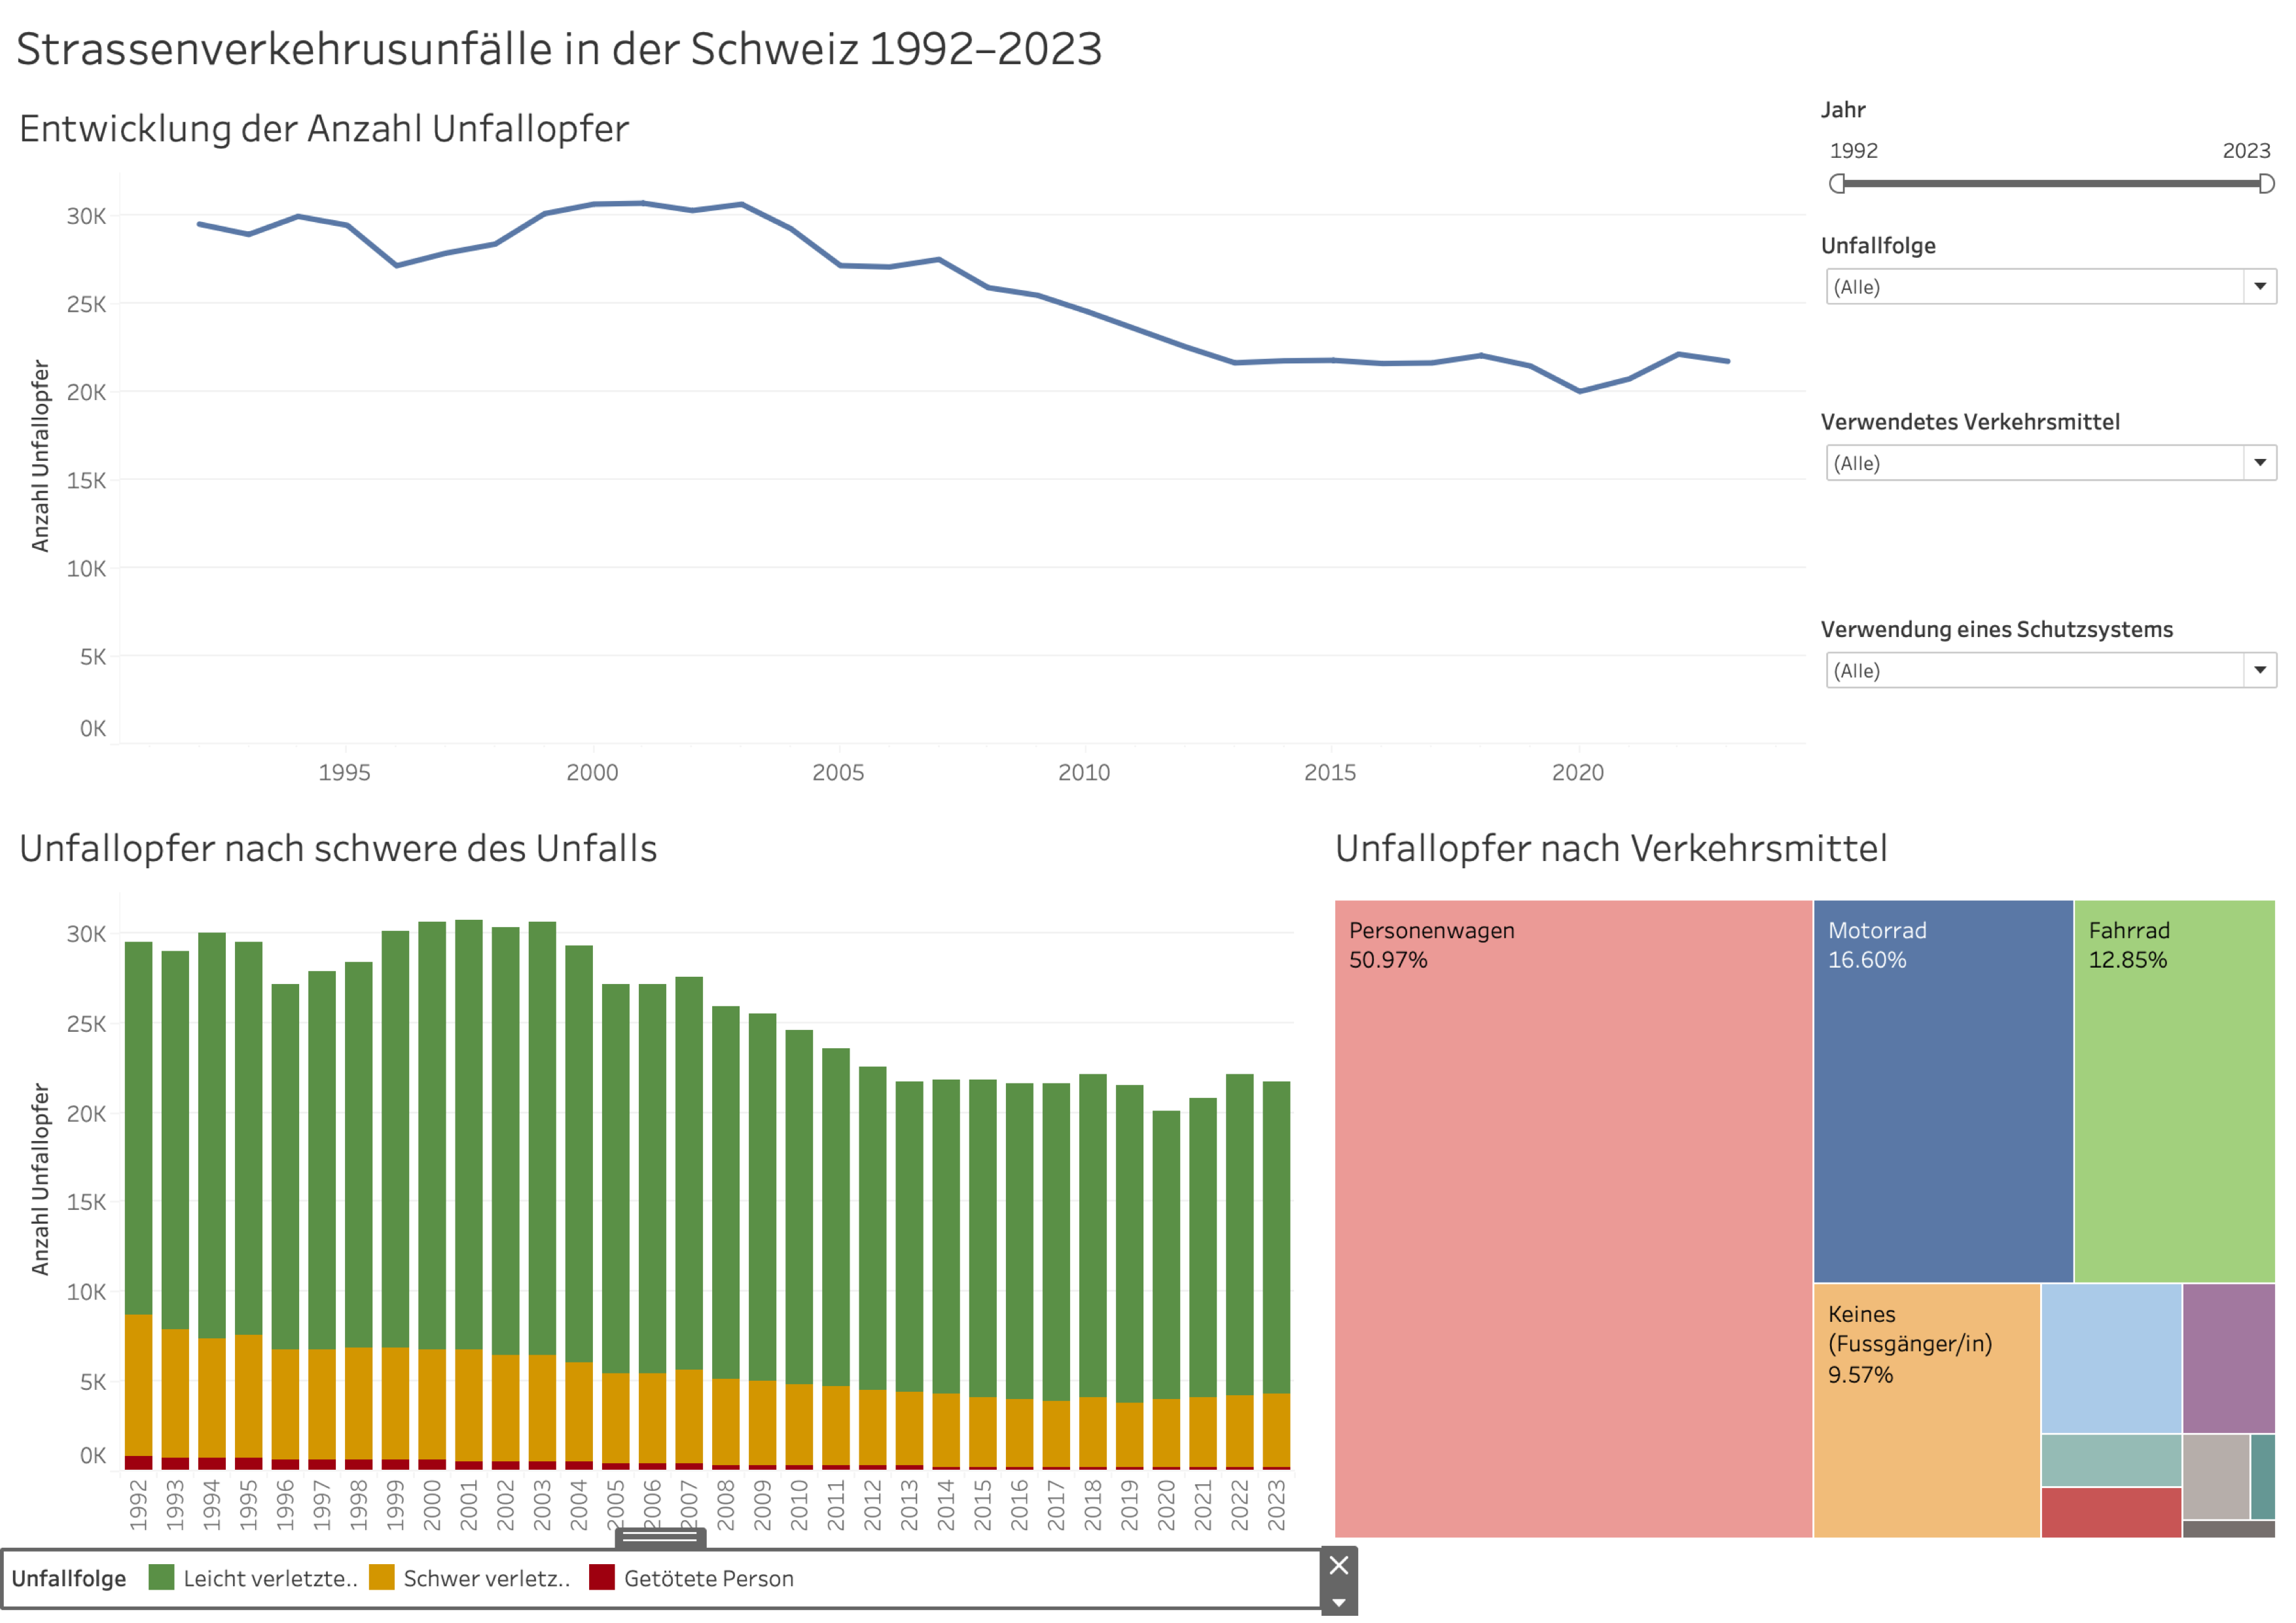 Strassenverkehrusunfälle in der Schweiz 1992–2023
Entwicklung der Anzahl Unfallopfer
Anzahl Unfallopfer
30K
25K
20K
15K
10K
5K
0K
1995 2000 2005 2010 2015 2020
Jahr
1992 2023
Unfallfolge
(Alle)
Verwendetes Verkehrsmittel
(Alle)
Verwendung eines Schutzsystems
(Alle)
Unfallopfer nach schwere des Unfalls
Anzahl Unfallopfer
30K
25K
20K
15K
10K
5K
0K
1992 1993 1994 1995 1996 1997 1998 1999 2000 2001 2002 2003 2004 2005 2006 2007 2008 2009 2010 2011 2012 2013 2014 2015 2016 2017 2018 2019 2020 2021 2022 2023
Unfallopfer nach Verkehrsmittel
Personenwagen
50.97%
Motorrad
16.60%
Fahrrad
12.85%
Keines
(Fussgänger/in)
9.57%
Unfallfolge Leicht verletzte.. Schwer verletz.. Getötete Person